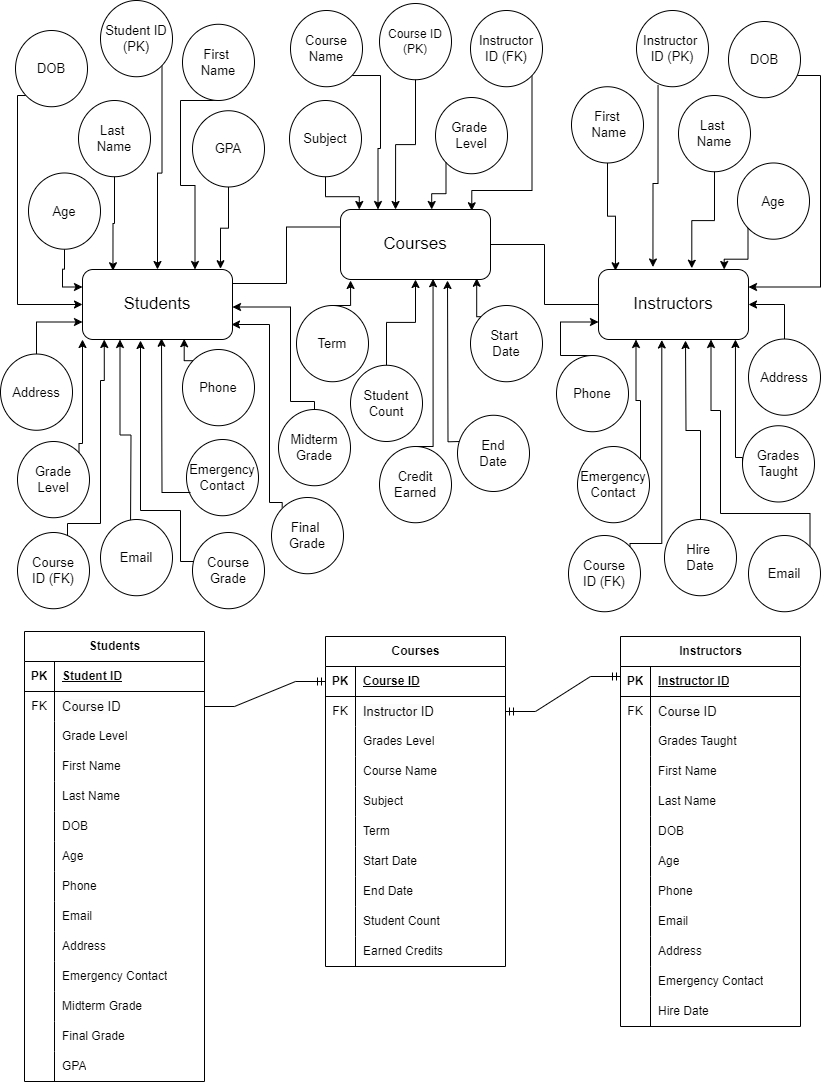 Student ID
(PK)
DOB
First
Name
Last
Name
GPA
Age
Students
Address
Phone
Grade
Level
Emergency
Contact
Midterm
Grade
Final
Grade
Course
ID (FK)
Email
Course
Grade
Course
Name
Course ID
(PK)
Instructor
ID (FK)
Subject
Grade
Level
Courses
Term
Start
Date
Student
Count
End
Date
Credit
Earned
Instructor
ID (PK)
DOB
First
Name
Last
Name
Age
Instructors
Phone
Address
Emergency
Contact
Grades
Taught
Course
ID (FK)
Hire
Date
Email
Students
PK Student ID
FK Course ID
Grade Level
First Name
Last Name
DOB
Age
Phone
Email
Address
Emergency Contact
Midterm Grade
Final Grade
GPA
Courses
PK Course ID
FK Instructor ID
Grades Level
Course Name
Subject
Term
Start Date
End Date
Student Count
Earned Credits
Instructors
PK Instructor ID
FK Course ID
Grades Taught
First Name
Last Name
DOB
Age
Phone
Email
Address
Emergency Contact
Hire Date